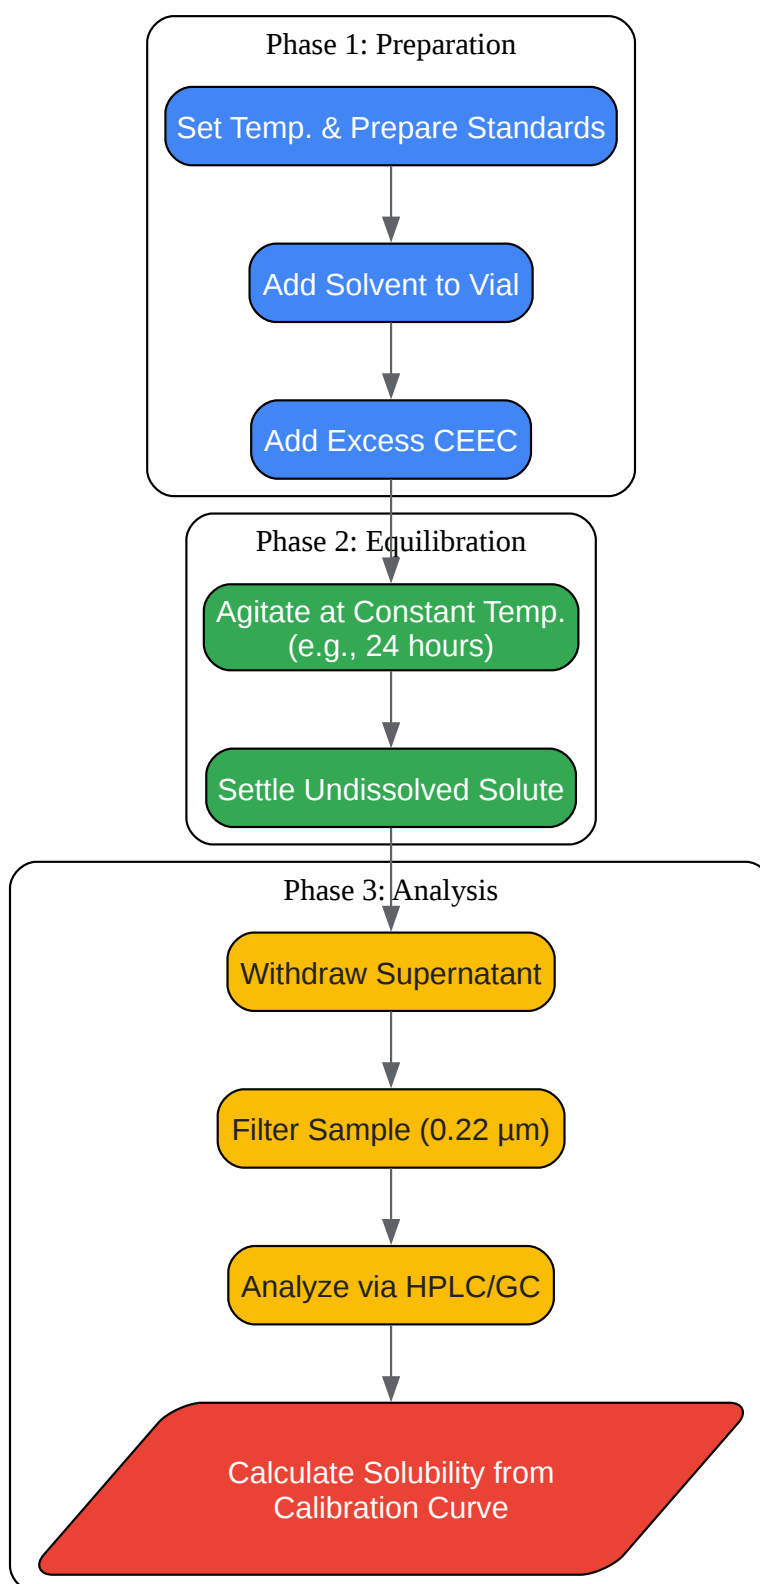 Phase 1: Preparation
Set Temp. & Prepare Standards
Add Solvent to Vial
Add Excess CEEC
Phase 2: Equilibration
Agitate at Constant Temp.
(e.g., 24 hours)
Settle Undissolved Solute
Phase 3: Analysis
Withdraw Supernatant
Filter Sample (0.22 µm)
Analyze via HPLC/GC
Calculate Solubility from
Calibration Curve